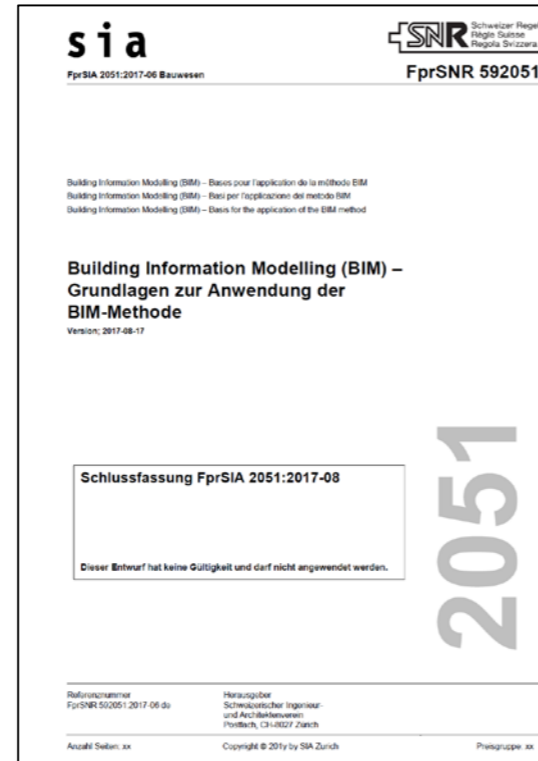 sia
SNR
Schweizer Regel
Règle Suisse
Regola Svizzera
FprSIA 2051:2017-06 Bauwesen
FprSNR 592051
Building Information Modelling (BIM) – Bases pour l'application de la méthode BIM
Building Information Modelling (BIM) – Basi per l'applicazione del metodo BIM
Building Information Modelling (BIM) – Basis for the application of the BIM method
Building Information Modelling (BIM) –
Grundlagen zur Anwendung der
BIM-Methode
Version: 2017-08-17
Schlussfassung FprSIA 2051:2017-08
Dieser Entwurf hat keine Gültigkeit und darf nicht angewendet werden.
2051
Referenznummer
FprSNR 592051:2017-06 de
Herausgeber
Schweizerischer Ingenieur-
und Architektenverein
Postfach, CH-8027 Zürich
Anzahl Seiten: xx
Copyright © 201y by SIA Zurich
Preisgruppe: xx